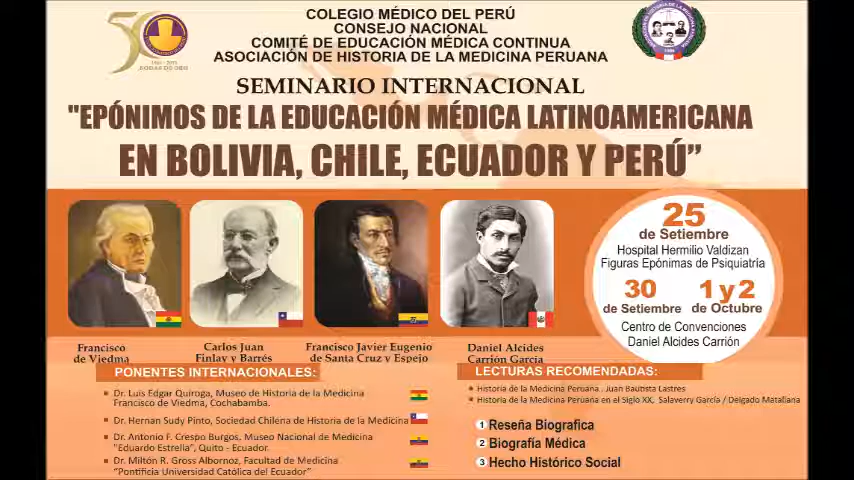 COLEGIO MÉDICO DEL PERÚ
CONSEJO NACIONAL
COMITÉ DE EDUCACIÓN MÉDICA CONTINUA
ASOCIACIÓN DE HISTORIA DE LA MEDICINA PERUANA
SEMINARIO INTERNACIONAL
"EPÓNIMOS DE LA EDUCACIÓN MÉDICA LATINOAMERICANA
EN BOLIVIA, CHILE, ECUADOR Y PERÚ”
25
de Setiembre
Hospital Hermilio Valdizan
Figuras Epónimas de Psiquiatría
30
de Setiembre
1 y 2
de Octubre
Centro de Convenciones
Daniel Alcides Carrión
Francisco
de Viedma
Carlos Juan
Finlay y Barrés
Francisco Javier Eugenio
de Santa Cruz y Espejo
Daniel Alcides
Carrión García
PONENTES INTERNACIONALES:
Dr. Luis Edgar Quiroga, Museo de Historia de la Medicina
Francisco de Viedma, Cochabamba.
Dr. Hernan Sudy Pinto, Sociedad Chilena de Historia de la Medicina
Dr. Antonio F. Crespo Burgos, Museo Nacional de Medicina
"Eduardo Estrella", Quito - Ecuador.
Dr. Miltón R. Gross Albornoz, Facultad de Medicina
“Pontificia Universidad Católica del Ecuador”
LECTURAS RECOMENDADAS:
Historia de la Medicina Peruana . Juan Bautista Lastres
Historia de la Medicina Peruana en el Siglo XX, Salaverry García / Delgado Matallana
1 Reseña Biografica
2 Biografía Médica
3 Hecho Histórico Social